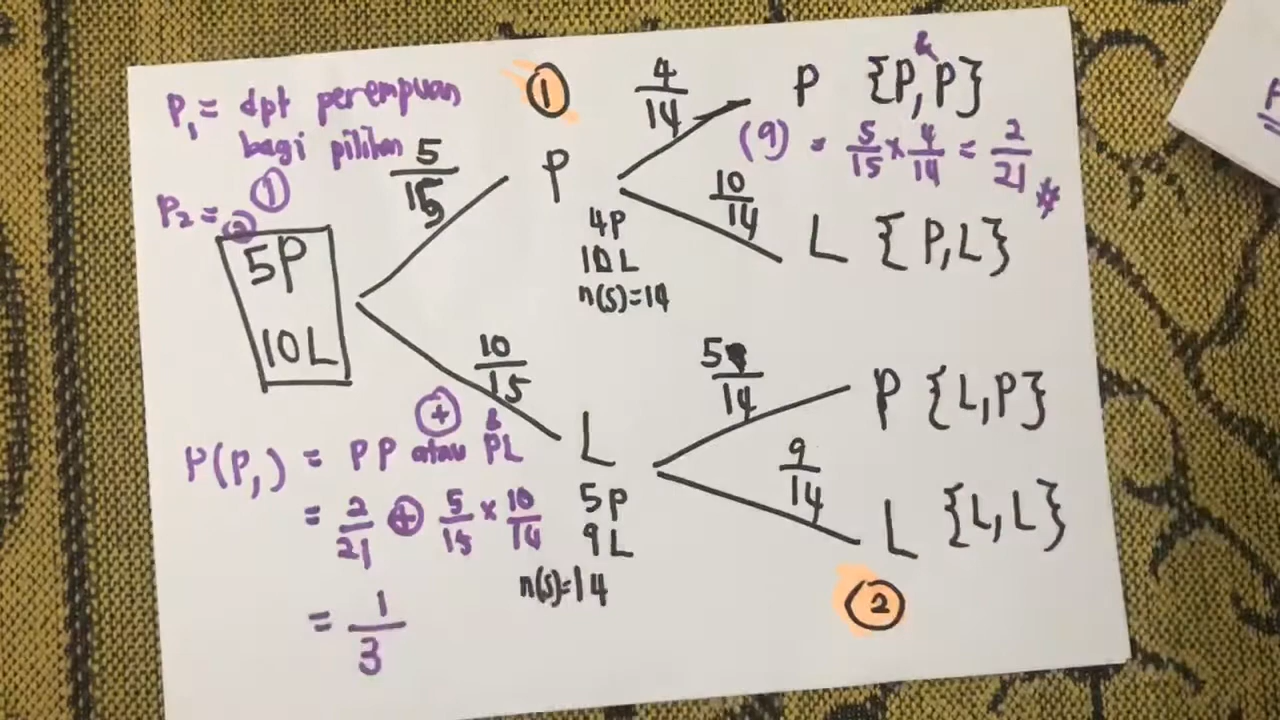 P₁ = dpt perempuan
bagi pilihan
①
P₂ = ②
5P
10L
5/15
10/15
①
P
4P
10L
n(S)=14
4/14
P {P, P}
&
(9) = 5/15 × 4/14 = 2/21 #
10/14
L {P, L}
L
5P
9L
n(S)=14
5/14
P {L, P}
9/14
L {L, L}
②
+ &
P(P₁) = PP atau PL
= 2/21 + 5/15 × 10/14
= 1/3